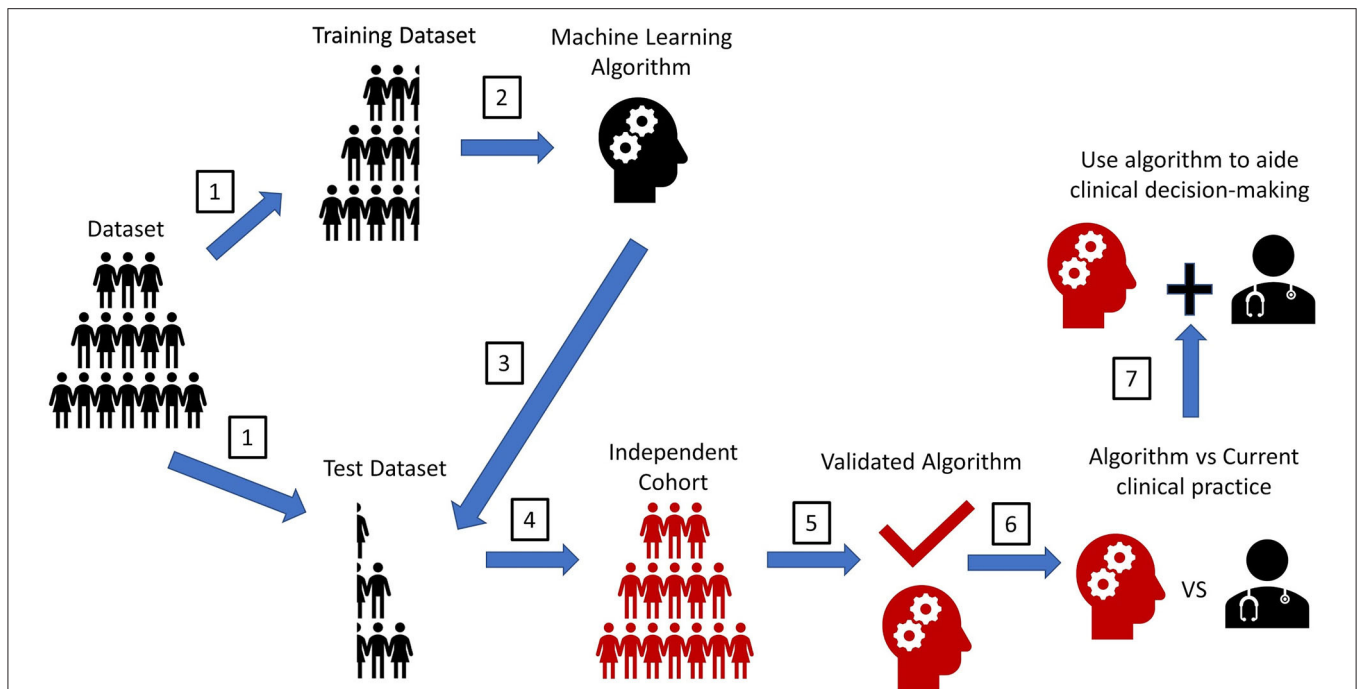 Training Dataset
Machine Learning
Algorithm
2
1
Dataset
Use algorithm to aide
clinical decision-making
3
7
1
Test Dataset
4
Independent
Cohort
5
Validated Algorithm
6
Algorithm vs Current
clinical practice
VS